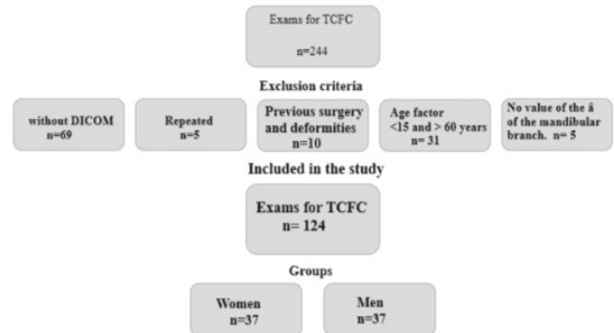 Exams for TCFC
n=244
Exclusion criteria
without DICOM
n=69
Repeated
n=5
Previous surgery
and deformities
n=10
Age factor
<15 and > 60 years
n= 31
No value of the â
of the mandibular
branch. n= 5
Included in the study
Exams for TCFC
n= 124
Groups
Women
n=37
Men
n=37